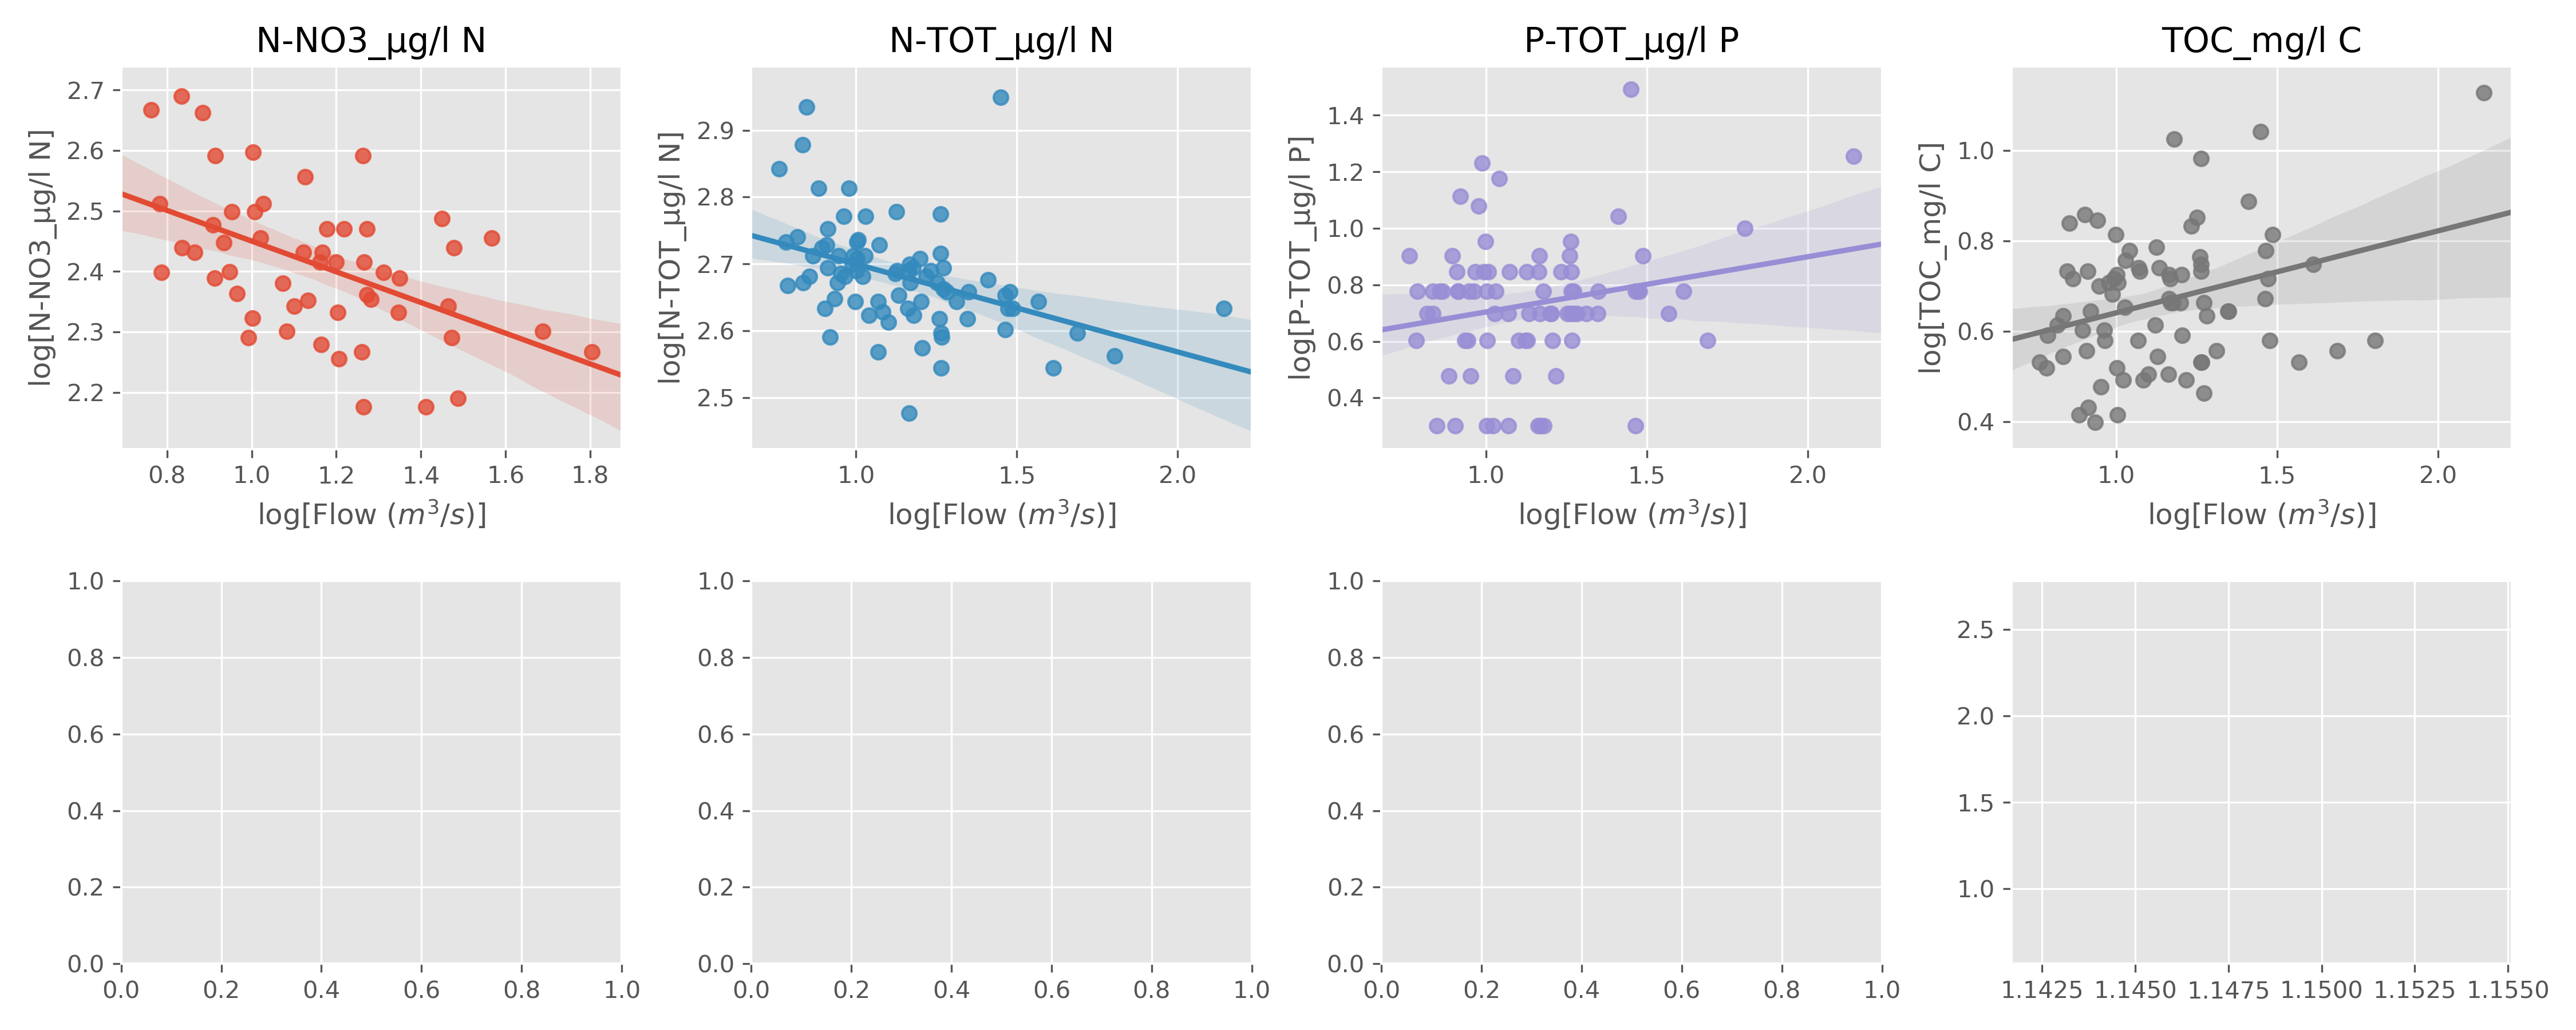 N-NO3_µg/l N
N-TOT_µg/l N
P-TOT_µg/l P
TOC_mg/l C
log[N-NO3_µg/l N]
2.7
2.6
2.5
2.4
2.3
2.2
0.8 1.0 1.2 1.4 1.6 1.8
log[Flow (m³/s)]
log[N-TOT_µg/l N]
2.9
2.8
2.7
2.6
2.5
1.0 1.5 2.0
log[Flow (m³/s)]
log[P-TOT_µg/l P]
1.4
1.2
1.0
0.8
0.6
0.4
1.0 1.5 2.0
log[Flow (m³/s)]
log[TOC_mg/l C]
1.0
0.8
0.6
0.4
1.0 1.5 2.0
log[Flow (m³/s)]
1.0
0.8
0.6
0.4
0.2
0.0
0.0 0.2 0.4 0.6 0.8 1.0
1.0
0.8
0.6
0.4
0.2
0.0
0.0 0.2 0.4 0.6 0.8 1.0
1.0
0.8
0.6
0.4
0.2
0.0
0.0 0.2 0.4 0.6 0.8 1.0
2.5
2.0
1.5
1.0
1.1425 1.1450 1.1475 1.1500 1.1525 1.1550